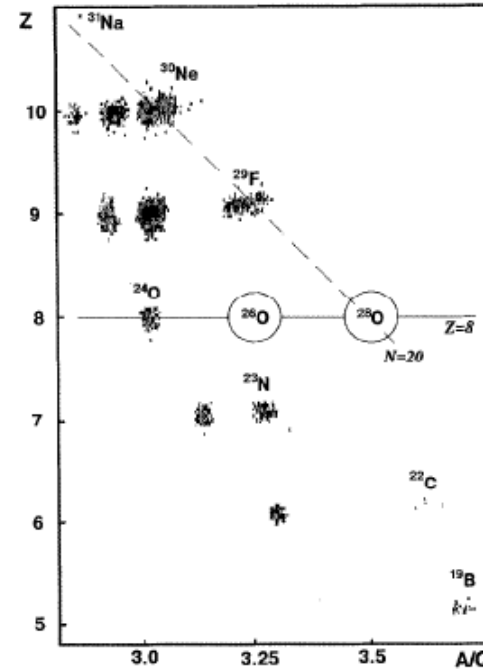 Z
³¹Na
³⁰Ne
10
²⁹F
9
²⁴O
8
²⁶O
²⁸O
Z=8
N=20
²³N
7
²²C
6
¹⁹B
5
3.0
3.25
3.5